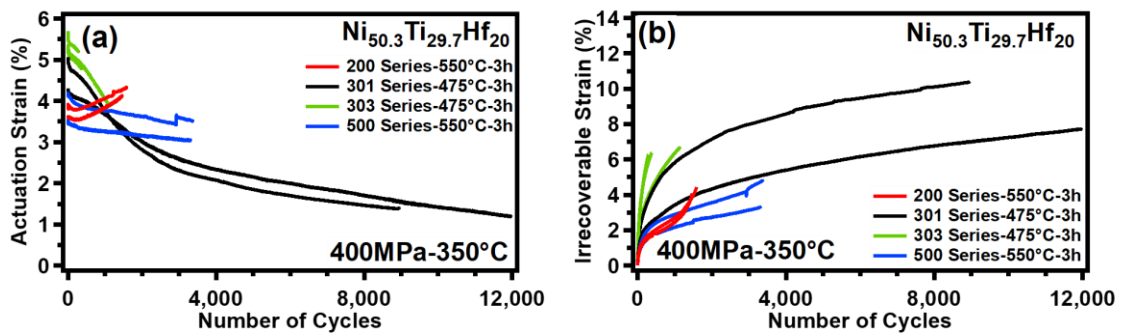 (a)
Ni50.3Ti29.7Hf20
200 Series-550°C-3h
301 Series-475°C-3h
303 Series-475°C-3h
500 Series-550°C-3h
400MPa-350°C
Actuation Strain (%)
6
5
4
3
2
1
0
0
4,000
8,000
12,000
Number of Cycles
(b)
Ni50.3Ti29.7Hf20
200 Series-550°C-3h
301 Series-475°C-3h
303 Series-475°C-3h
500 Series-550°C-3h
400MPa-350°C
Irrecoverable Strain (%)
14
12
10
8
6
4
2
0
0
4,000
8,000
12,000
Number of Cycles